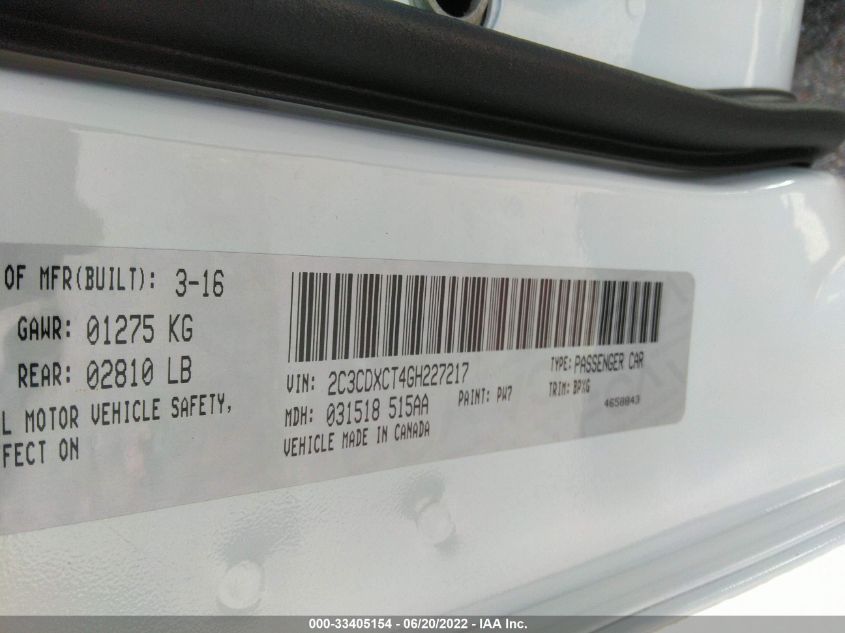 OF MFR(BUILT): 3-16
GAWR: 01275 KG
REAR: 02810 LB
L MOTOR VEHICLE SAFETY,
FECT ON
VIN: 2C3CDXCT4GH227217
TYPE: PASSENGER CAR
MDH: 031518 515AA
PAINT: PW7
TRIM: BPXG
VEHICLE MADE IN CANADA
4658843
000-33405154 - 06/20/2022 - IAA Inc.